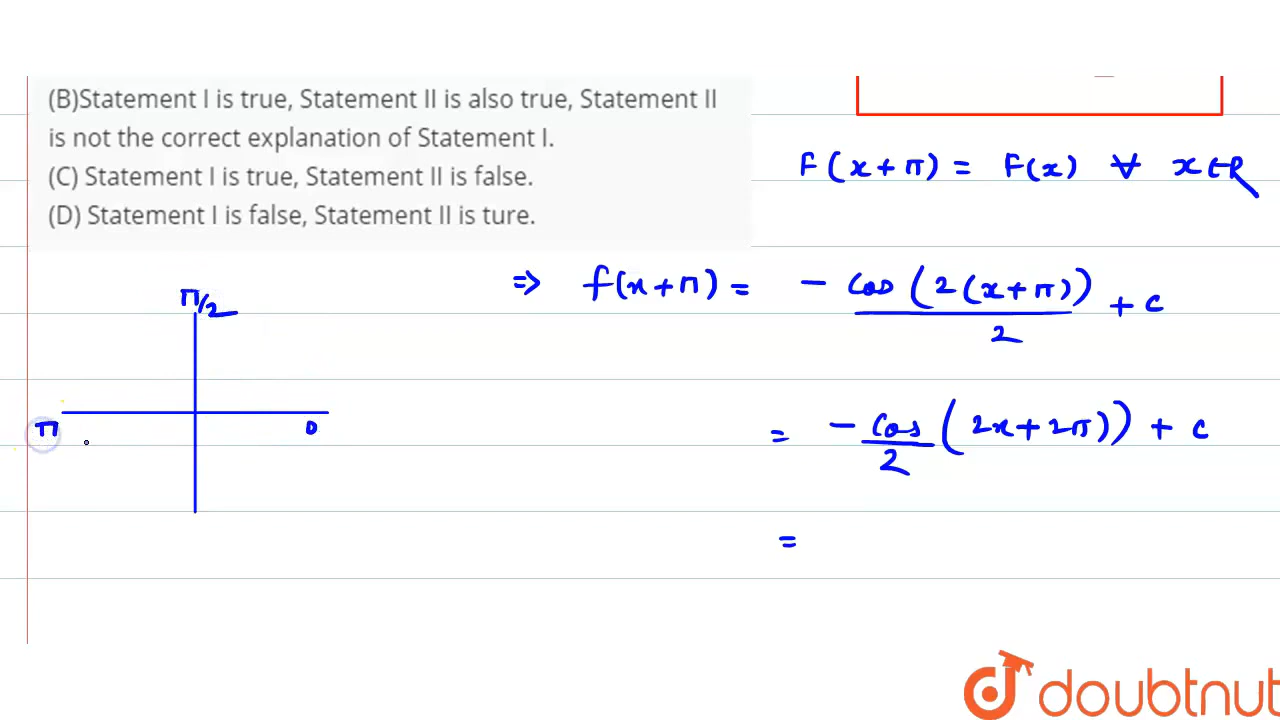 (B)Statement I is true, Statement II is also true, Statement II
is not the correct explanation of Statement I.
(C) Statement I is true, Statement II is false.
(D) Statement I is false, Statement II is ture.
F(x+π) = F(x) ∀ x∈R
⇒ f(x+π) = - cos(2(x+π))/2 + c
= - cos/2 (2x+2π)) + c
=
π/2
π 0
doubtnut